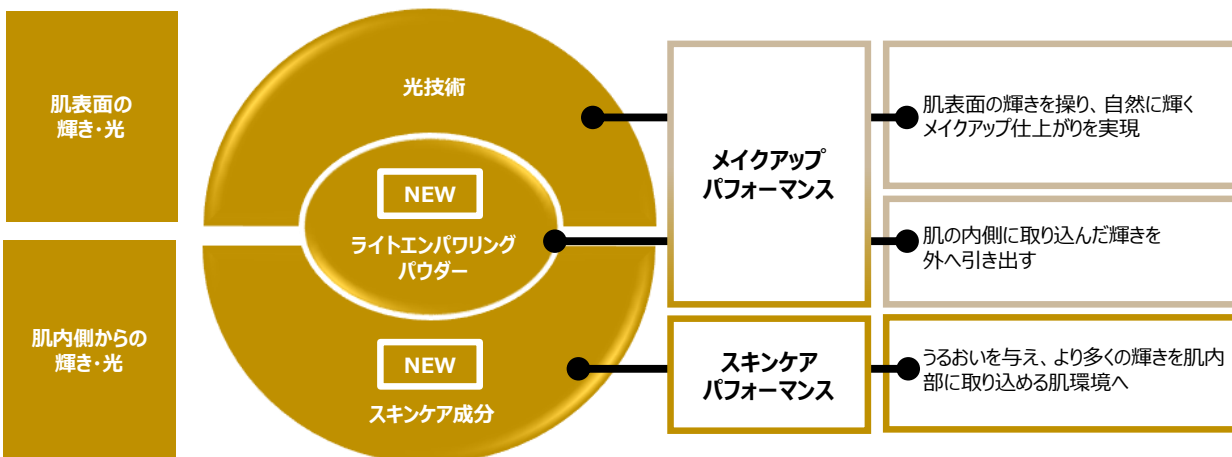 肌表面の
輝き・光
光技術
NEW
ライトエンパワリング
パウダー
肌内側からの
輝き・光
NEW
スキンケア成分
メイクアップ
パフォーマンス
肌表面の輝きを操り、自然に輝く
メイクアップ仕上がりを実現
肌の内側に取り込んだ輝きを
外へ引き出す
スキンケア
パフォーマンス
うるおいを与え、より多くの輝きを肌内
部に取り込める肌環境へ